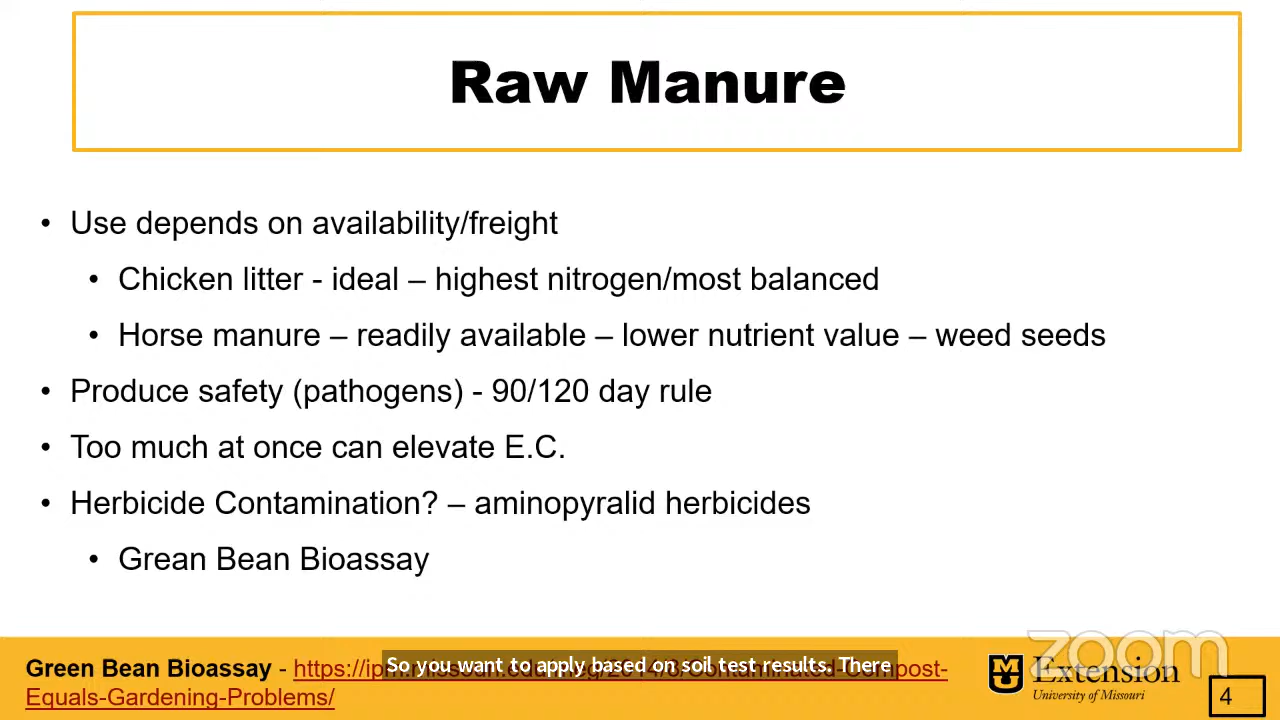 Raw Manure
• Use depends on availability/freight
• Chicken litter - ideal – highest nitrogen/most balanced
• Horse manure – readily available – lower nutrient value – weed seeds
• Produce safety (pathogens) - 90/120 day rule
• Too much at once can elevate E.C.
• Herbicide Contamination? – aminopyralid herbicides
• Grean Bean Bioassay
Green Bean Bioassay - https://ipm
Compost-
Equals-Gardening-Problems/
So you want to apply based on soil test results. There
zoom
Extension
University of Missouri
4